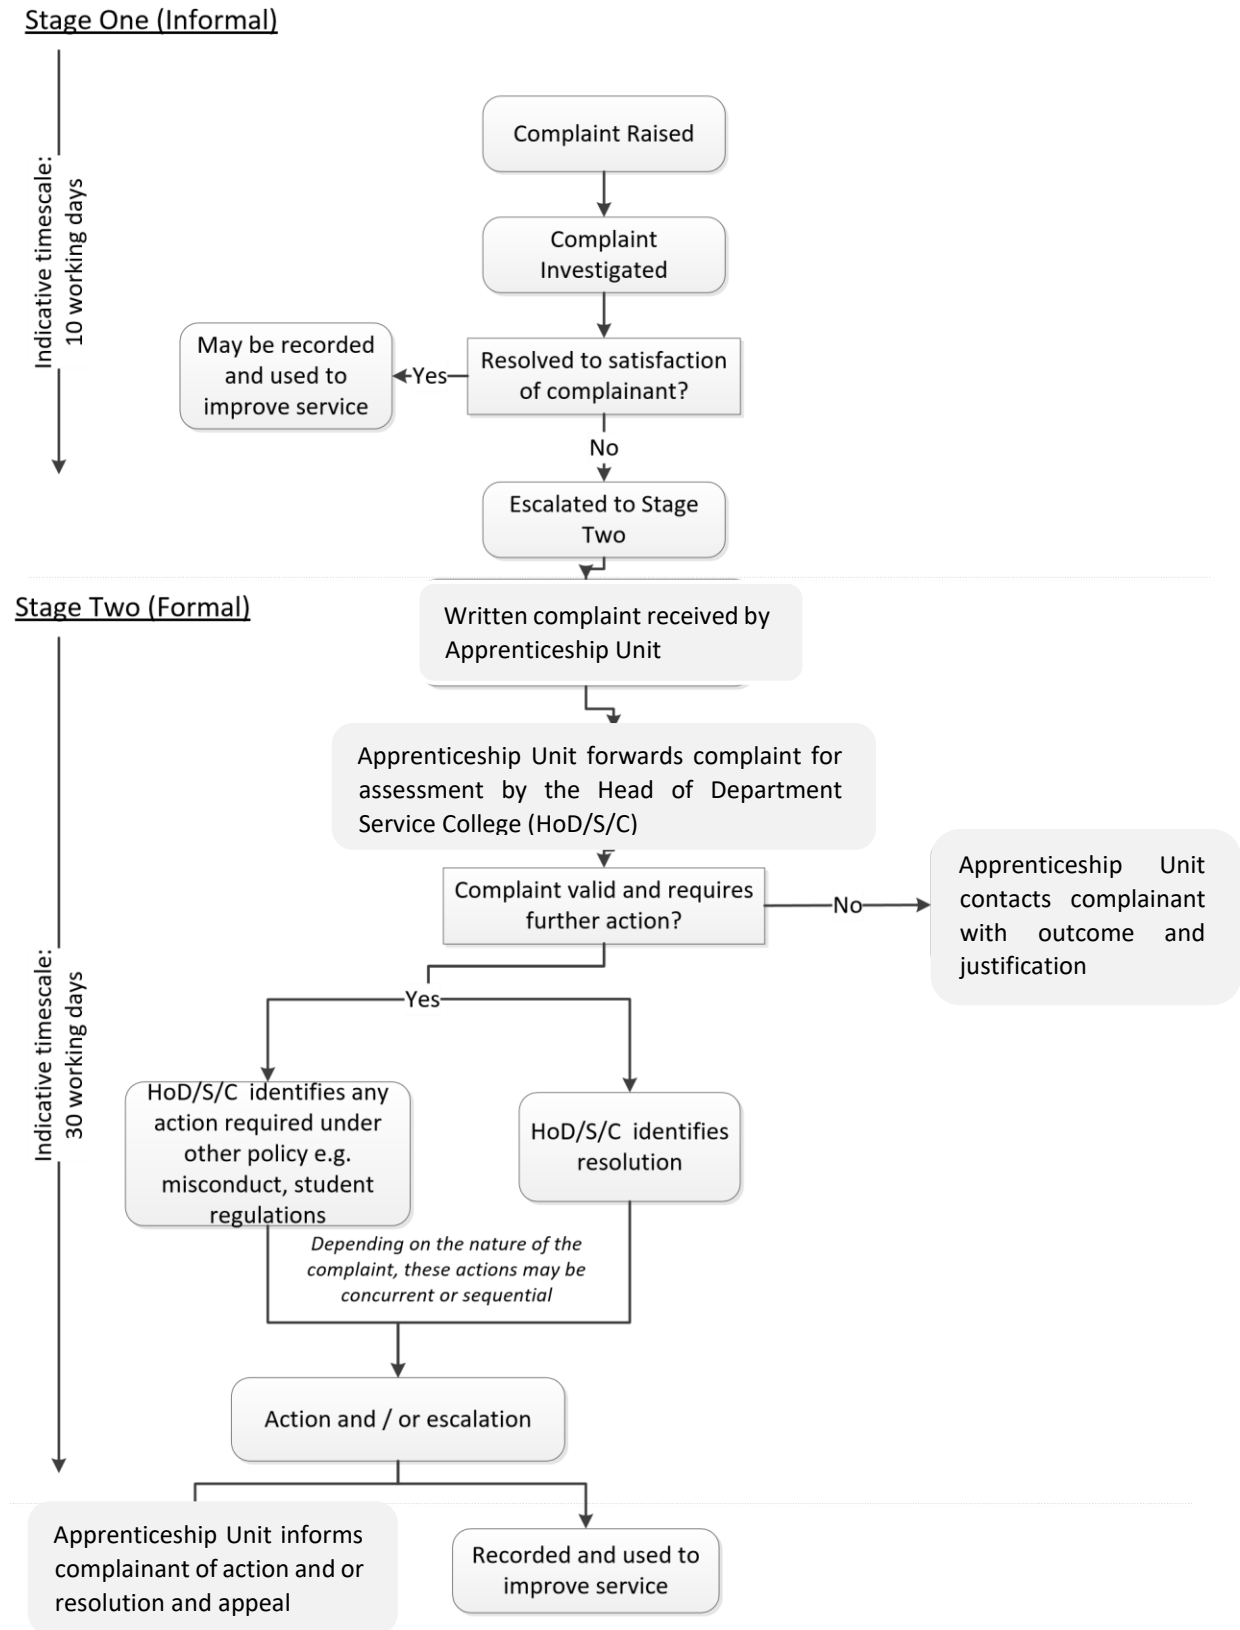 Stage One (Informal)
Complaint Raised
Indicative timescale:
10 working days
Complaint
Investigated
May be recorded
and used to
improve service
Yes
Resolved to satisfaction
of complainant?
No
Escalated to Stage
Two
Stage Two (Formal)
Written complaint received by
Apprenticeship Unit
Apprenticeship Unit forwards complaint for
assessment by the Head of Department
Service College (HoD/S/C)
Complaint valid and requires
further action?
No
Apprenticeship Unit
contacts complainant
with outcome and
justification
Indicative timescale:
30 working days
Yes
HoD/S/C identifies any
action required under
other policy e.g.
misconduct, student
regulations
HoD/S/C identifies
resolution
Depending on the nature of the
complaint, these actions may be
concurrent or sequential
Action and / or escalation
Apprenticeship Unit informs
complainant of action and or
resolution and appeal
Recorded and used to
improve service